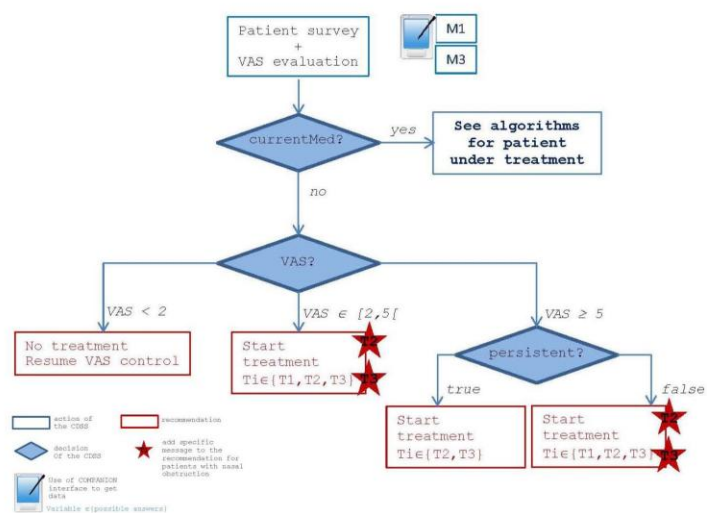 Patient survey
+
VAS evaluation
M1
M3
currentMed?
yes
See algorithms
for patient
under treatment
no
VAS?
VAS < 2
VAS ∈ [2,5[
VAS ≥ 5
No treatment
Resume VAS control
Start
treatment
Ti∈{T1,T2,T3}
T2
T3
persistent?
true
false
Start
treatment
Ti∈{T2,T3}
Start
treatment
Ti∈{T1,T2,T3}
T2
T3
action of
the CDSS
recommendation
decision
of the CDSS
add specific
message to the
recommendation for
patients with nasal
obstruction
Use of COMPANION
interface to get
data
Variable ∈{possible answers}